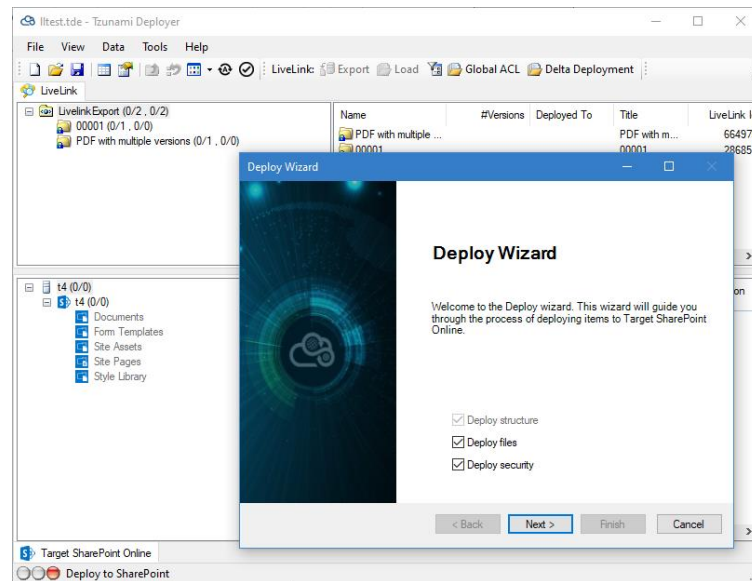 lltest.tde - Tzunami Deployer
File View Data Tools Help
LiveLink: Export Load Global ACL Delta Deployment
LiveLink
LivelinkExport (0/2 , 0/2)
00001 (0/1 , 0/0)
PDF with multiple versions (0/1 , 0/0)
Name #Versions Deployed To Title LiveLink I
PDF with multiple ... PDF with m... 66497
00001 00001 28685
Deploy Wizard
Deploy Wizard
Welcome to the Deploy wizard. This wizard will guide you
through the process of deploying items to Target SharePoint
Online.
Deploy structure
Deploy files
Deploy security
< Back Next > Finish Cancel
t4 (0/0)
t4 (0/0)
Documents
Form Templates
Site Assets
Site Pages
Style Library
on
Target SharePoint Online
Deploy to SharePoint